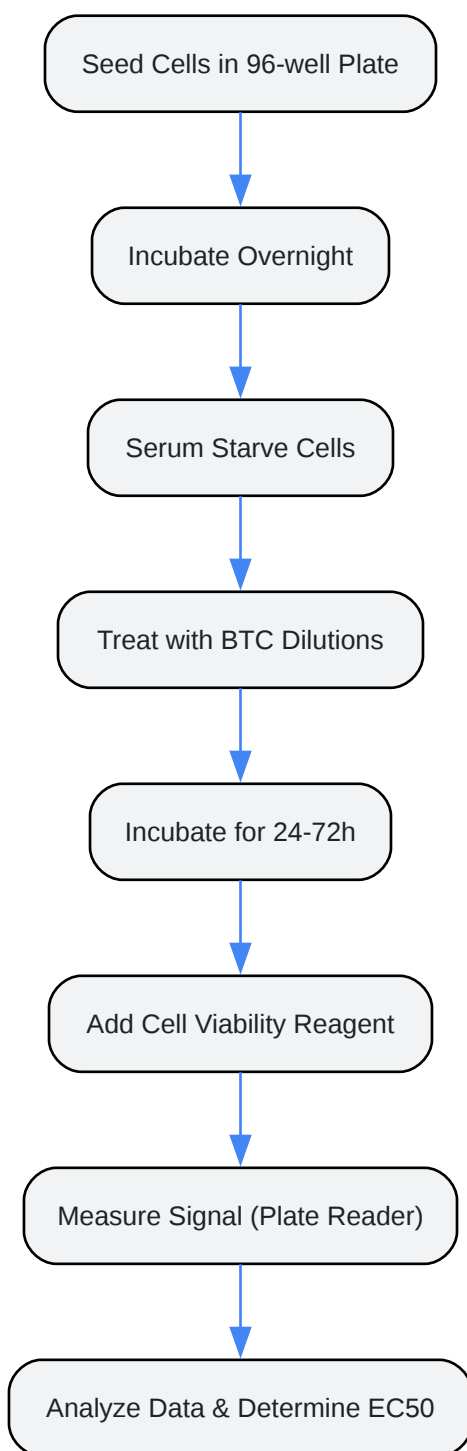 Seed Cells in 96-well Plate
Incubate Overnight
Serum Starve Cells
Treat with BTC Dilutions
Incubate for 24-72h
Add Cell Viability Reagent
Measure Signal (Plate Reader)
Analyze Data & Determine EC50